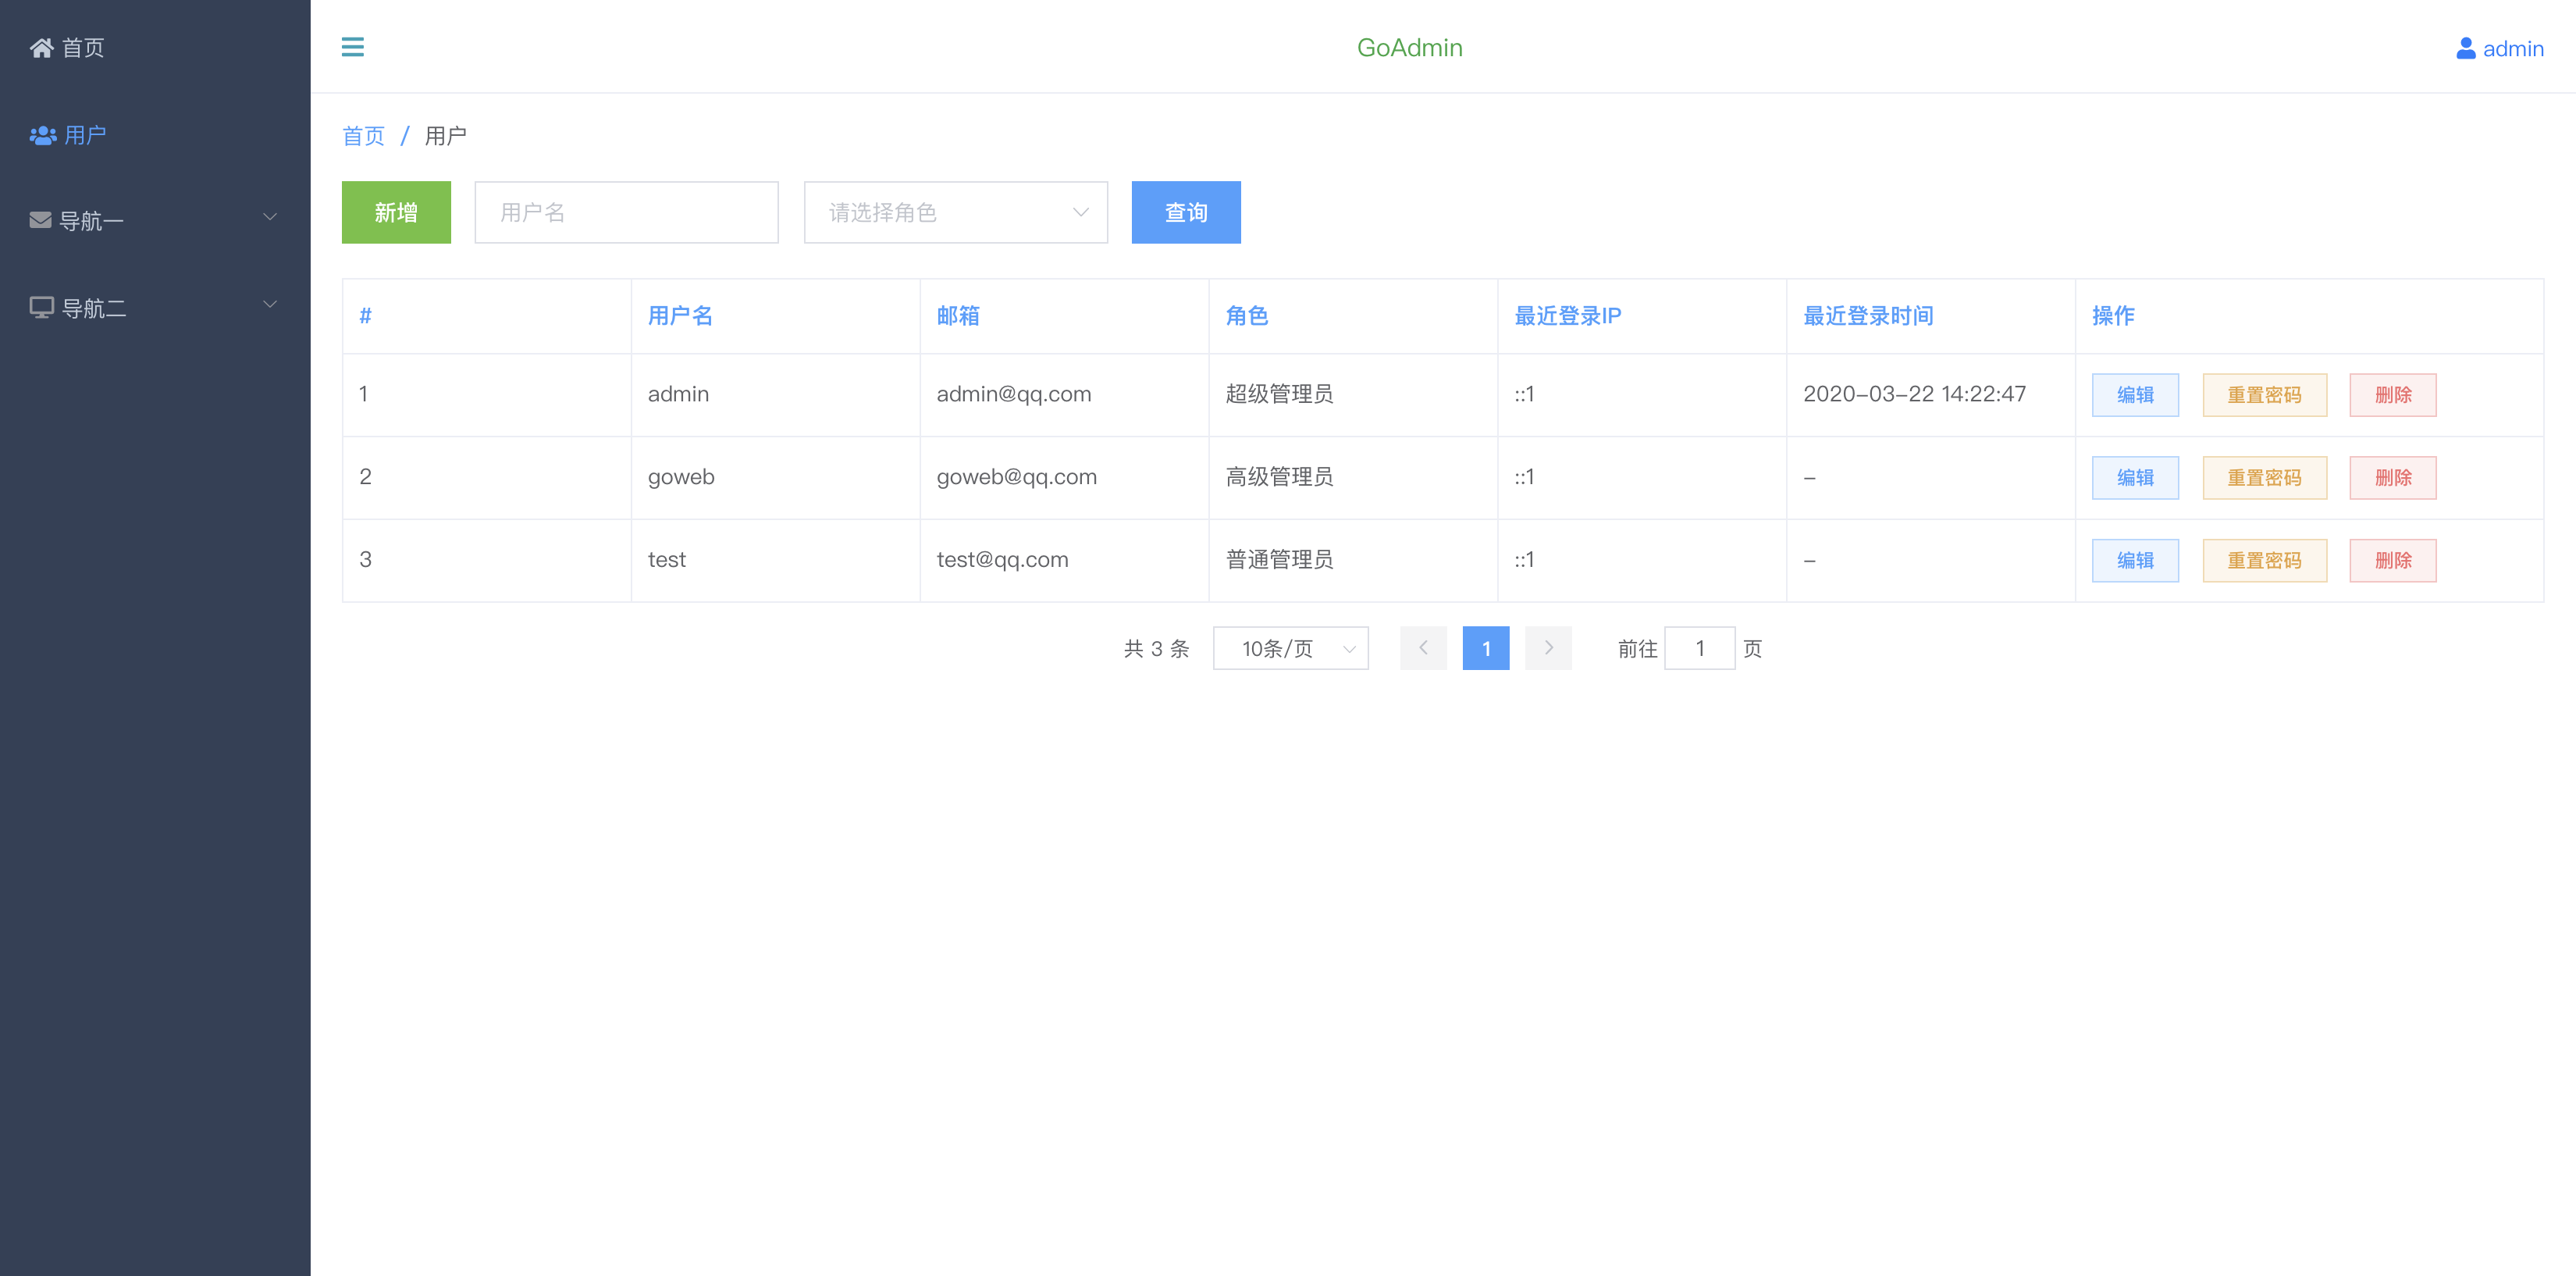 首页
用户
导航一
导航二
GoAdmin
admin
首页 / 用户
新增 用户名 请选择角色 查询
# 用户名 邮箱 角色 最近登录IP 最近登录时间 操作
1 admin admin@qq.com 超级管理员 ::1 2020-03-22 14:22:47 编辑 重置密码 删除
2 goweb goweb@qq.com 高级管理员 ::1 - 编辑 重置密码 删除
3 test test@qq.com 普通管理员 ::1 - 编辑 重置密码 删除
共 3 条 10条/页 1 前往 1 页